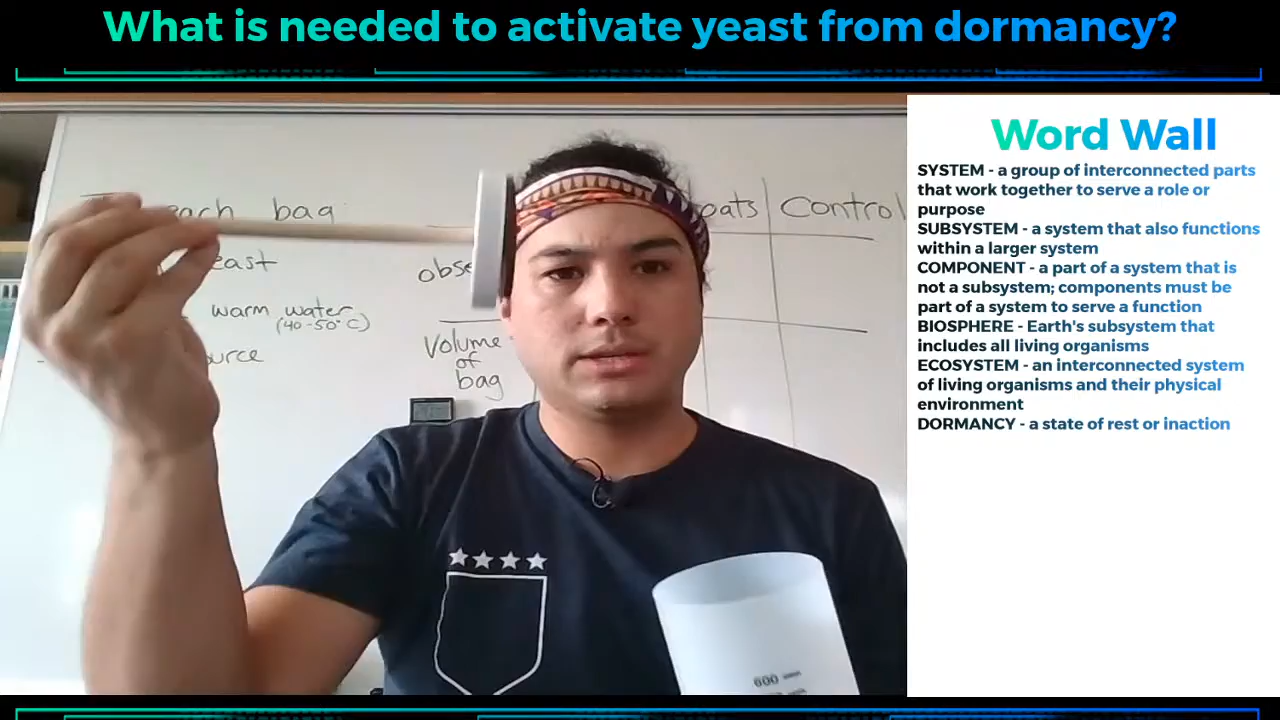 What is needed to activate yeast from dormancy?
Word Wall
SYSTEM - a group of interconnected parts
that work together to serve a role or
purpose
SUBSYSTEM - a system that also functions
within a larger system
COMPONENT - a part of a system that is
not a subsystem; components must be
part of a system to serve a function
BIOSPHERE - Earth's subsystem that
includes all living organisms
ECOSYSTEM - an interconnected system
of living organisms and their physical
environment
DORMANCY - a state of rest or inaction
each bag
warm water
(40-50°C)
Control
Volume
of
bag
600